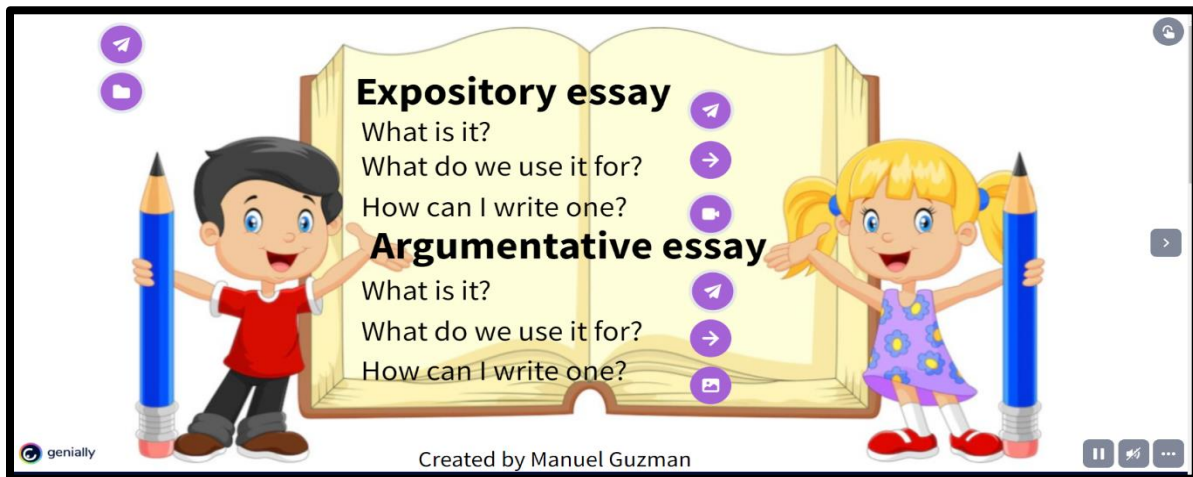 Expository essay
What is it?
What do we use it for?
How can I write one?
Argumentative essay
What is it?
What do we use it for?
How can I write one?
genially
Created by Manuel Guzman